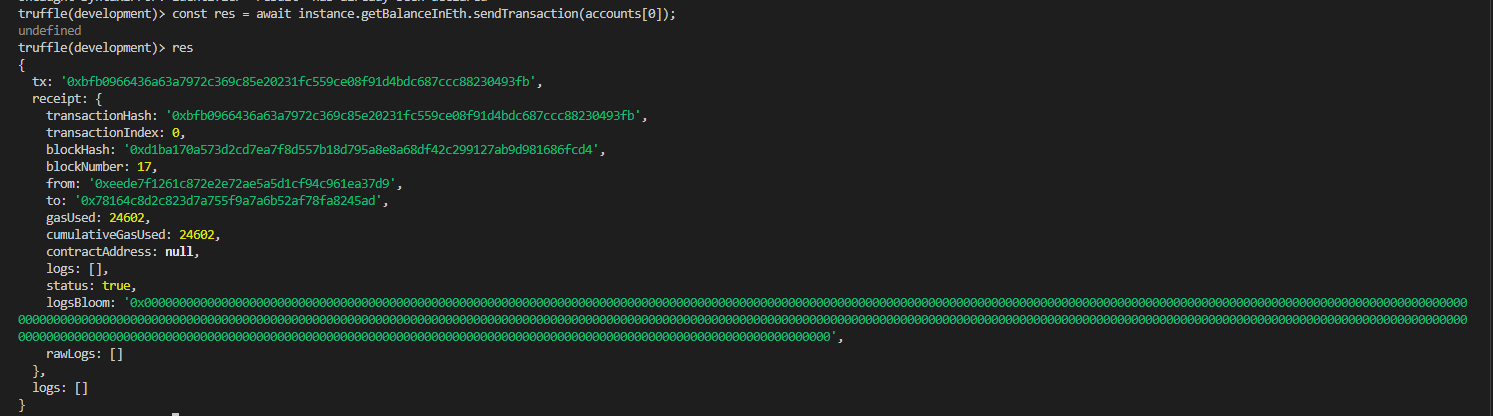 truffle(development)> const res = await instance.getBalanceInEth.sendTransaction(accounts[0]);
undefined
truffle(development)> res
{
  tx: '0xbfb0966436a63a7972c369c85e20231fc559ce08f91d4bdc687ccc88230493fb',
  receipt: {
    transactionHash: '0xbfb0966436a63a7972c369c85e20231fc559ce08f91d4bdc687ccc88230493fb',
    transactionIndex: 0,
    blockHash: '0xd1ba170a573d2cd7ea7f8d557b18d795a8e8a68df42c299127ab9d981686fcd4',
    blockNumber: 17,
    from: '0xeede7f1261c872e2e72ae5a5d1cf94c961ea37d9',
    to: '0x78164c8d2c823d7a755f9a7a6b52af78fa8245ad',
    gasUsed: 24602,
    cumulativeGasUsed: 24602,
    contractAddress: null,
    logs: [],
    status: true,
    logsBloom:
    rawLogs: []
  },
  logs: []
}